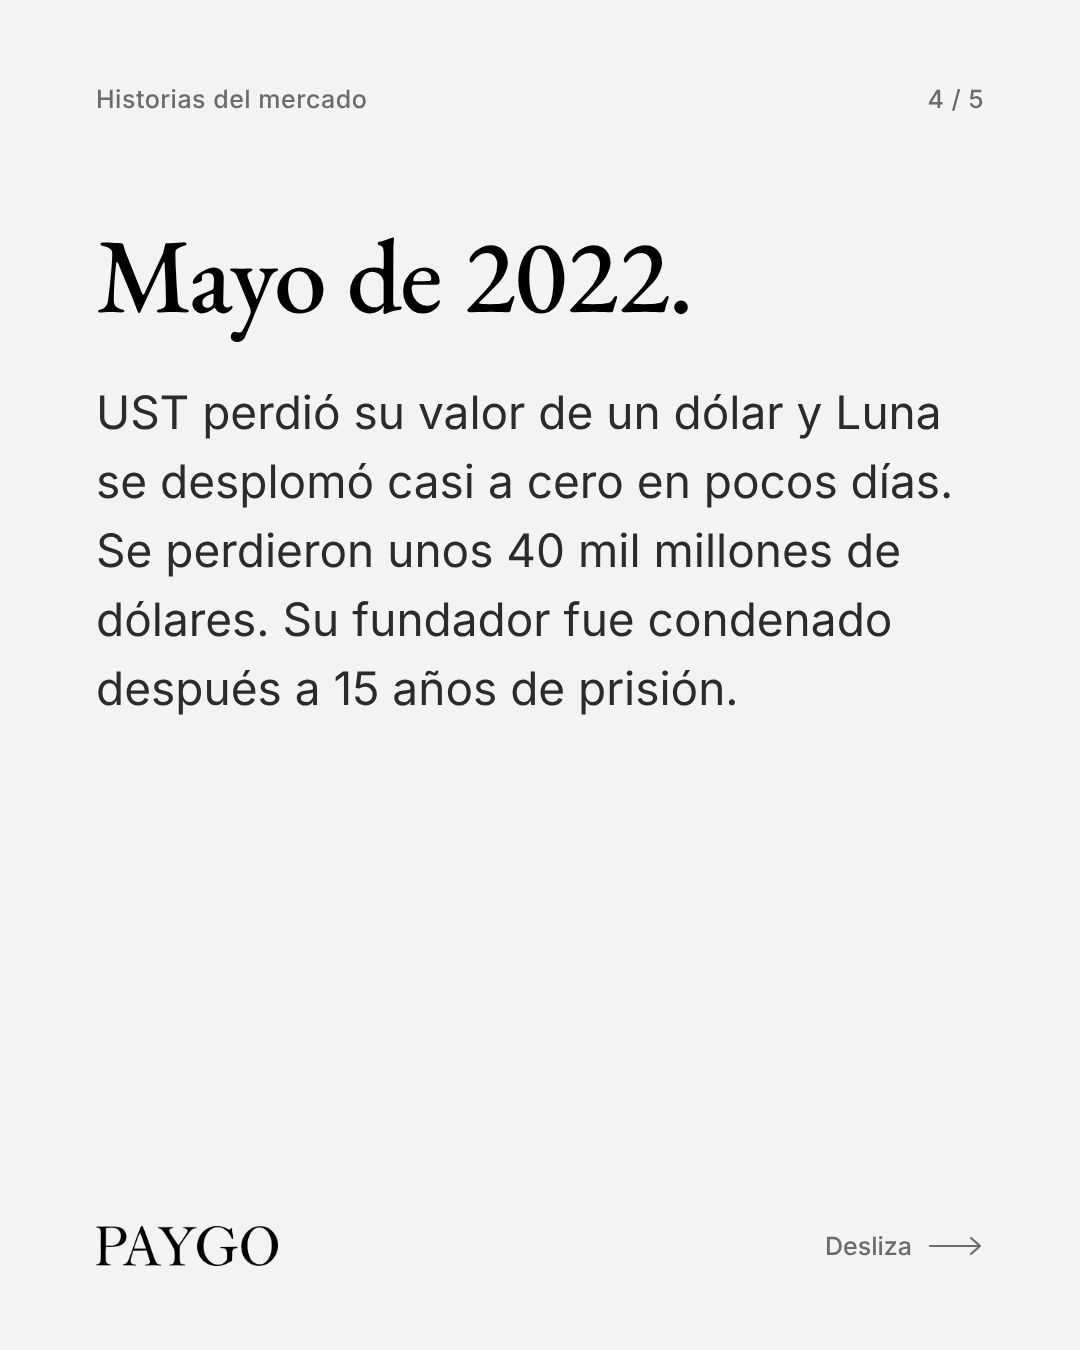 Historias del mercado
4 / 5
Mayo de 2022.
UST perdió su valor de un dólar y Luna
se desplomó casi a cero en pocos días.
Se perdieron unos 40 mil millones de
dólares. Su fundador fue condenado
después a 15 años de prisión.
PAYGO
Desliza